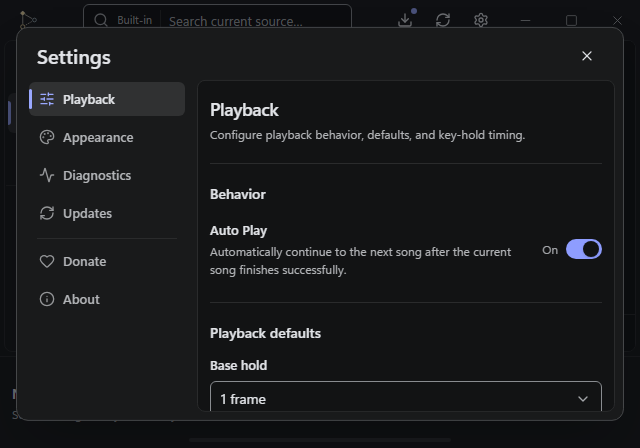 Built-in
Search current source...
Settings
Playback
Appearance
Diagnostics
Updates
Donate
About
Playback
Configure playback behavior, defaults, and key-hold timing.
Behavior
Auto Play
Automatically continue to the next song after the current
song finishes successfully.
On
Playback defaults
Base hold
1 frame